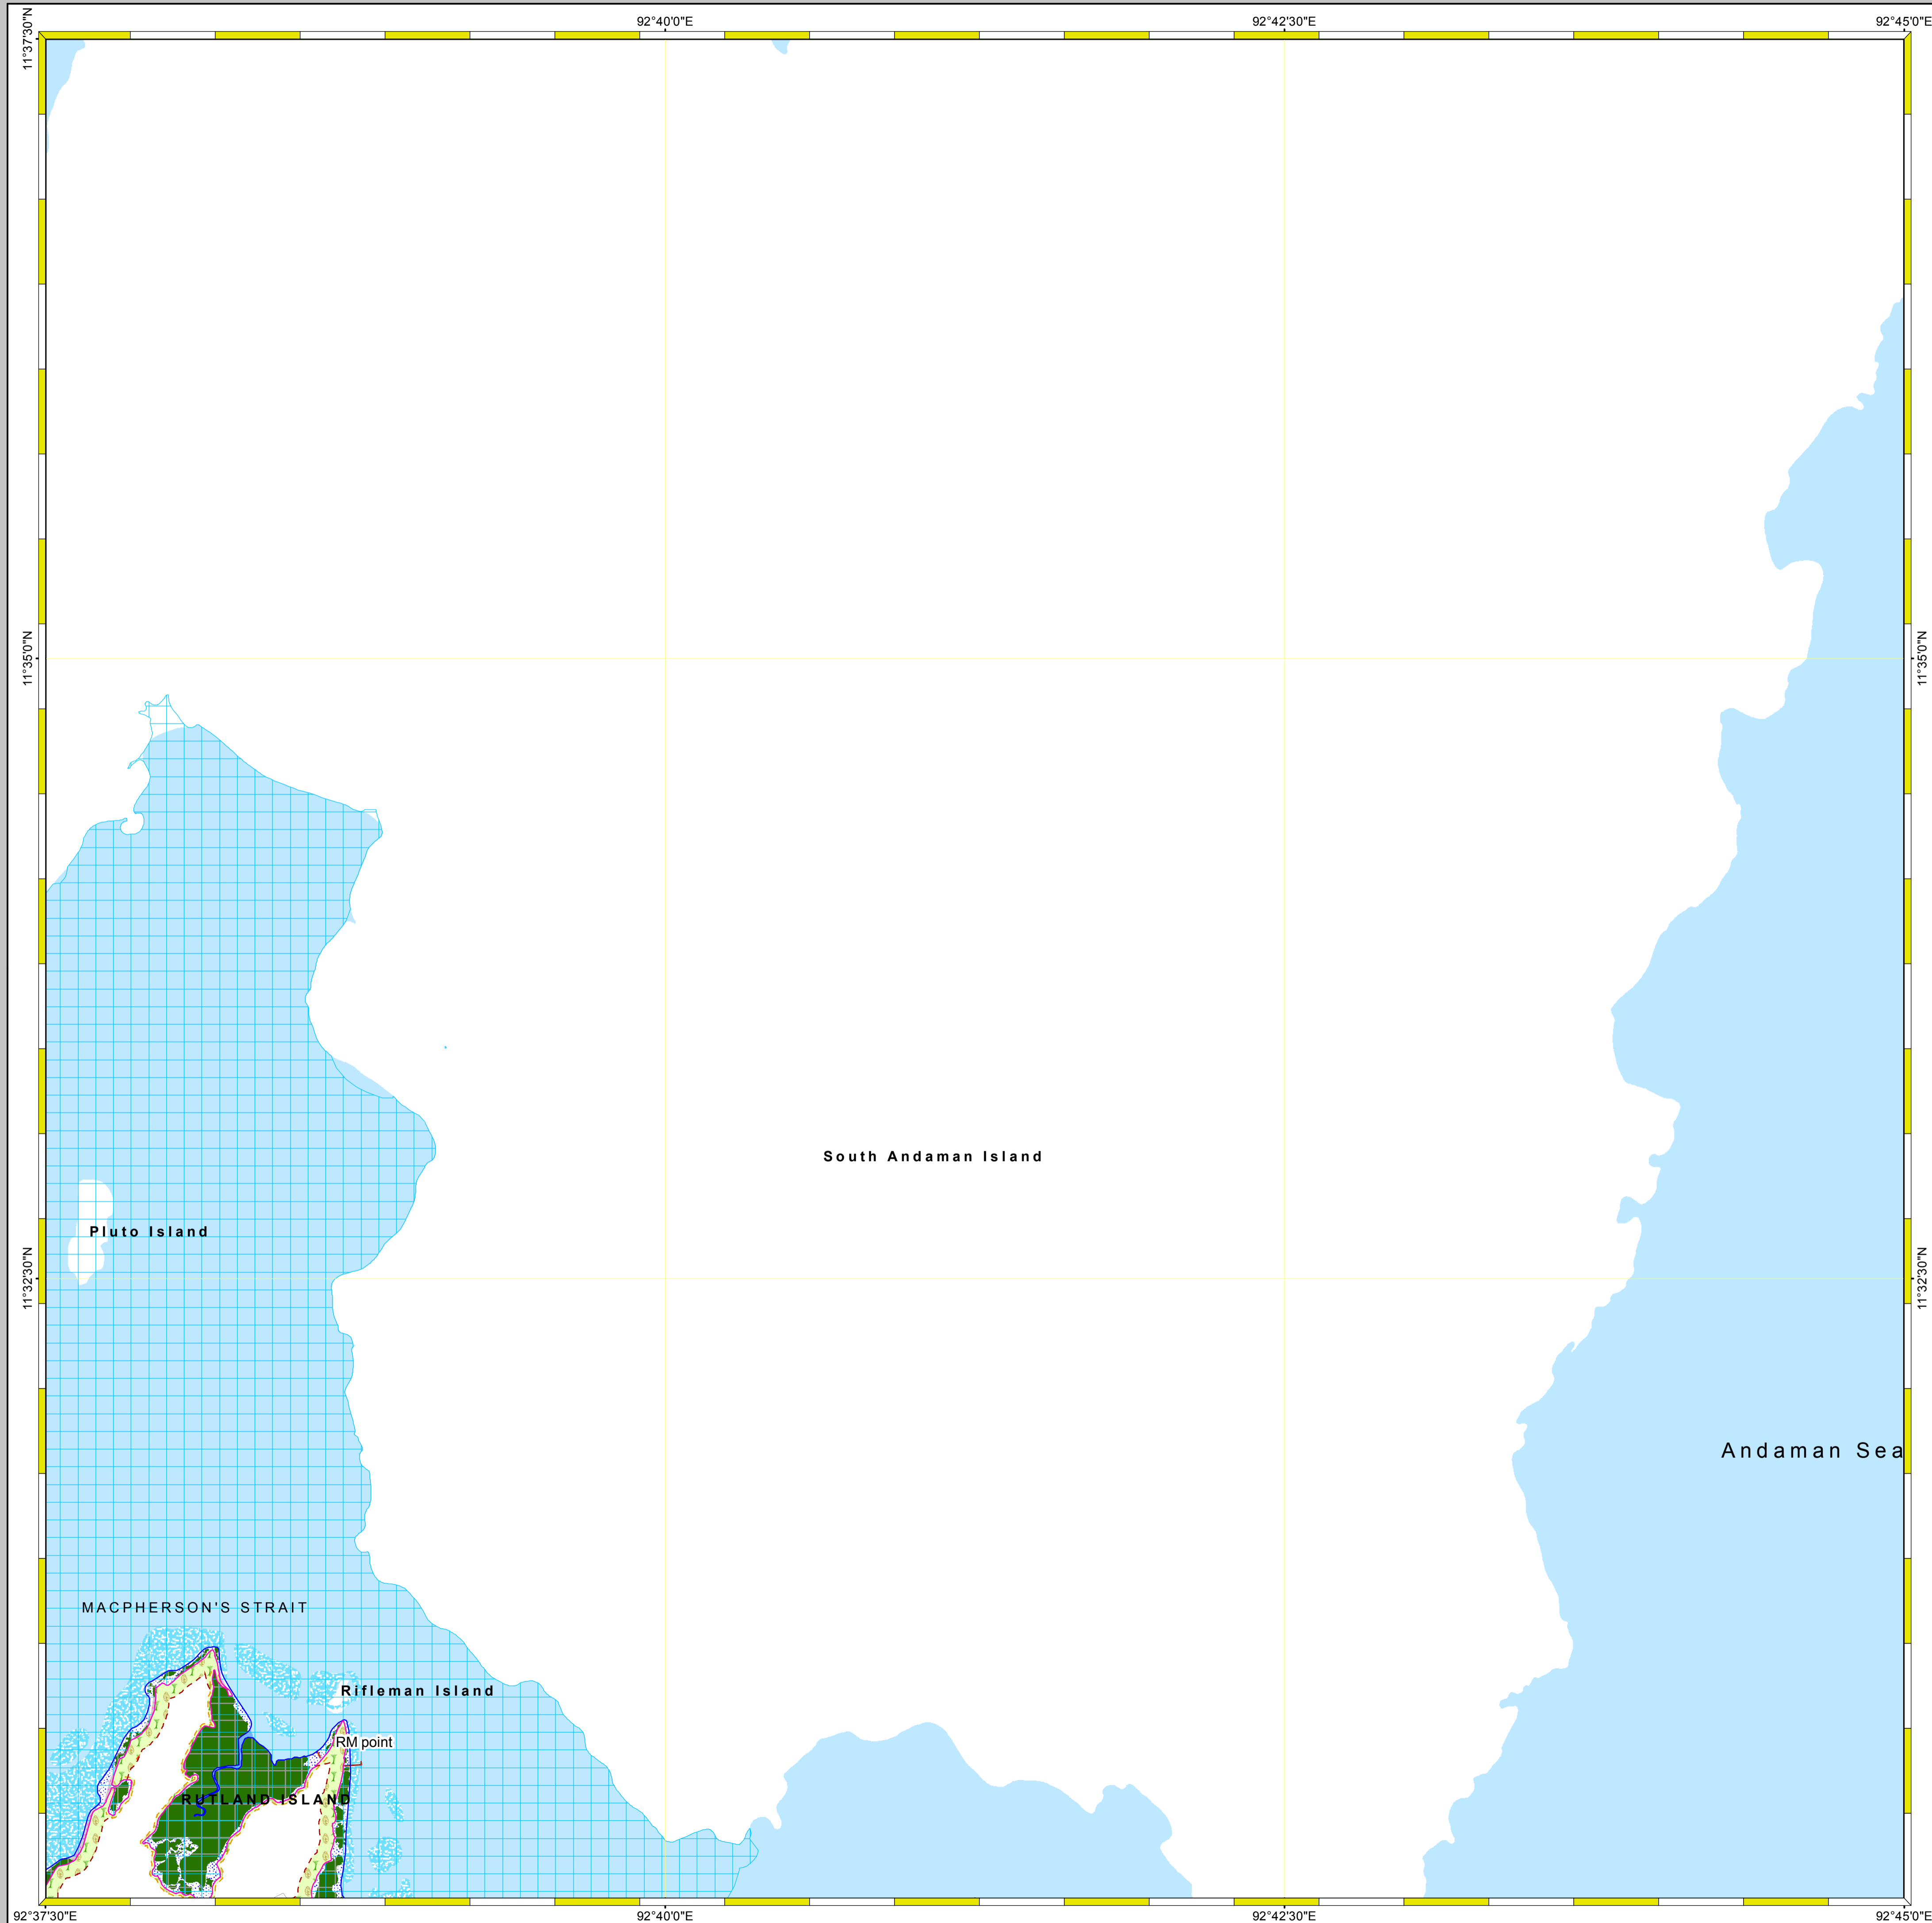 92°40'0"E
92°42'30"E
92°45'0"E
11°37'30"N
11°35'0"N
11°35'0"N
South Andaman Island
Pluto Island
11°32'30"N
11°32'30"N
Andaman Sea
MACPHERSON'S STRAIT
Rifleman Island
RM point
RUTLAND ISLAND
92°37'30"E
92°40'0"E
92°42'30"E
92°45'0"E